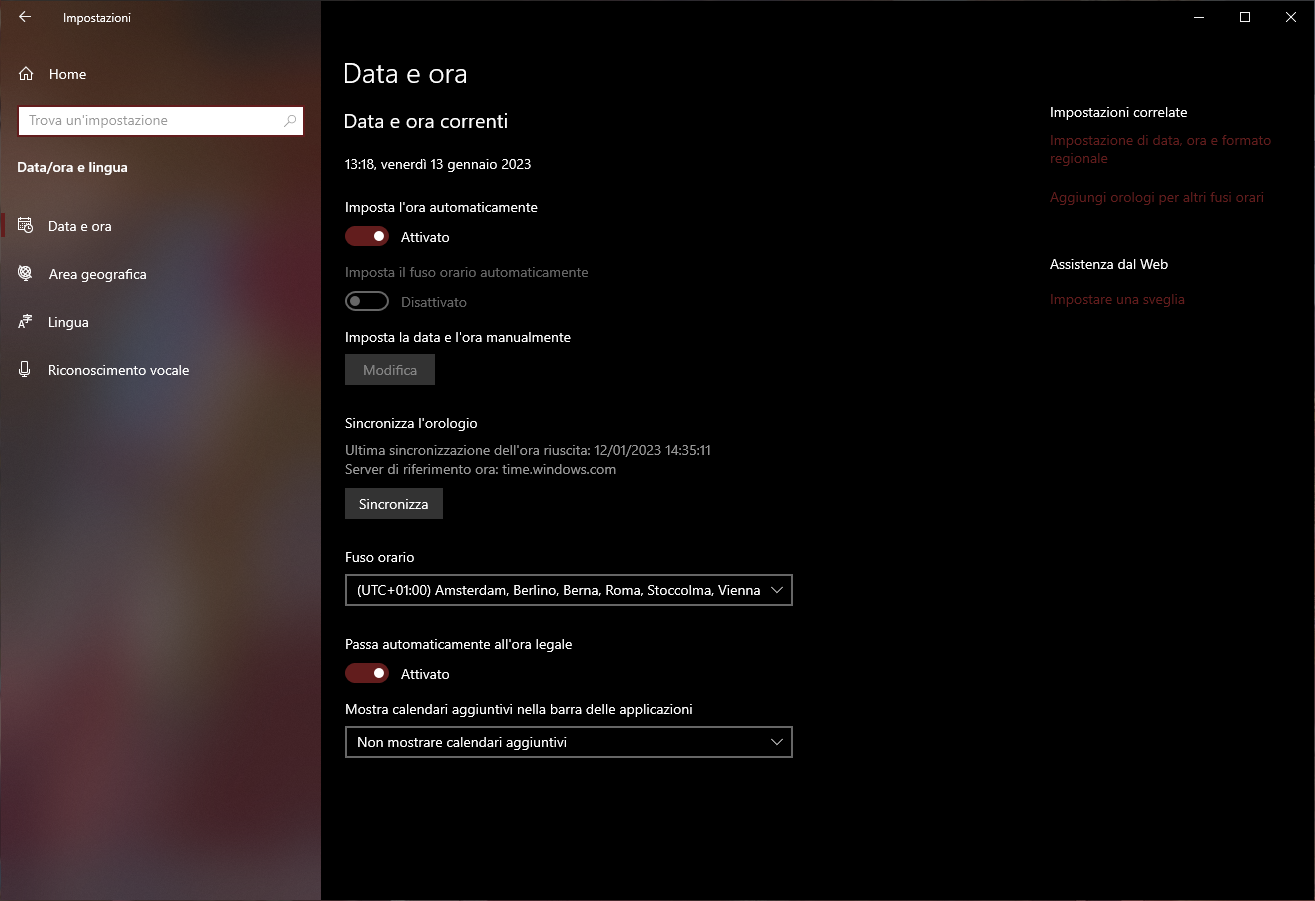 Impostazioni
Home
Trova un'impostazione
Data/ora e lingua
Data e ora
Area geografica
Lingua
Riconoscimento vocale
Data e ora
Data e ora correnti
13:18, venerdì 13 gennaio 2023
Imposta l'ora automaticamente
Attivato
Imposta il fuso orario automaticamente
Disattivato
Imposta la data e l'ora manualmente
Modifica
Sincronizza l'orologio
Ultima sincronizzazione dell'ora riuscita: 12/01/2023 14:35:11
Server di riferimento ora: time.windows.com
Sincronizza
Fuso orario
(UTC+01:00) Amsterdam, Berlino, Berna, Roma, Stoccolma, Vienna
Passa automaticamente all'ora legale
Attivato
Mostra calendari aggiuntivi nella barra delle applicazioni
Non mostrare calendari aggiuntivi
Impostazioni correlate
Impostazione di data, ora e formato
regionale
Aggiungi orologi per altri fusi orari
Assistenza dal Web
Impostare una sveglia